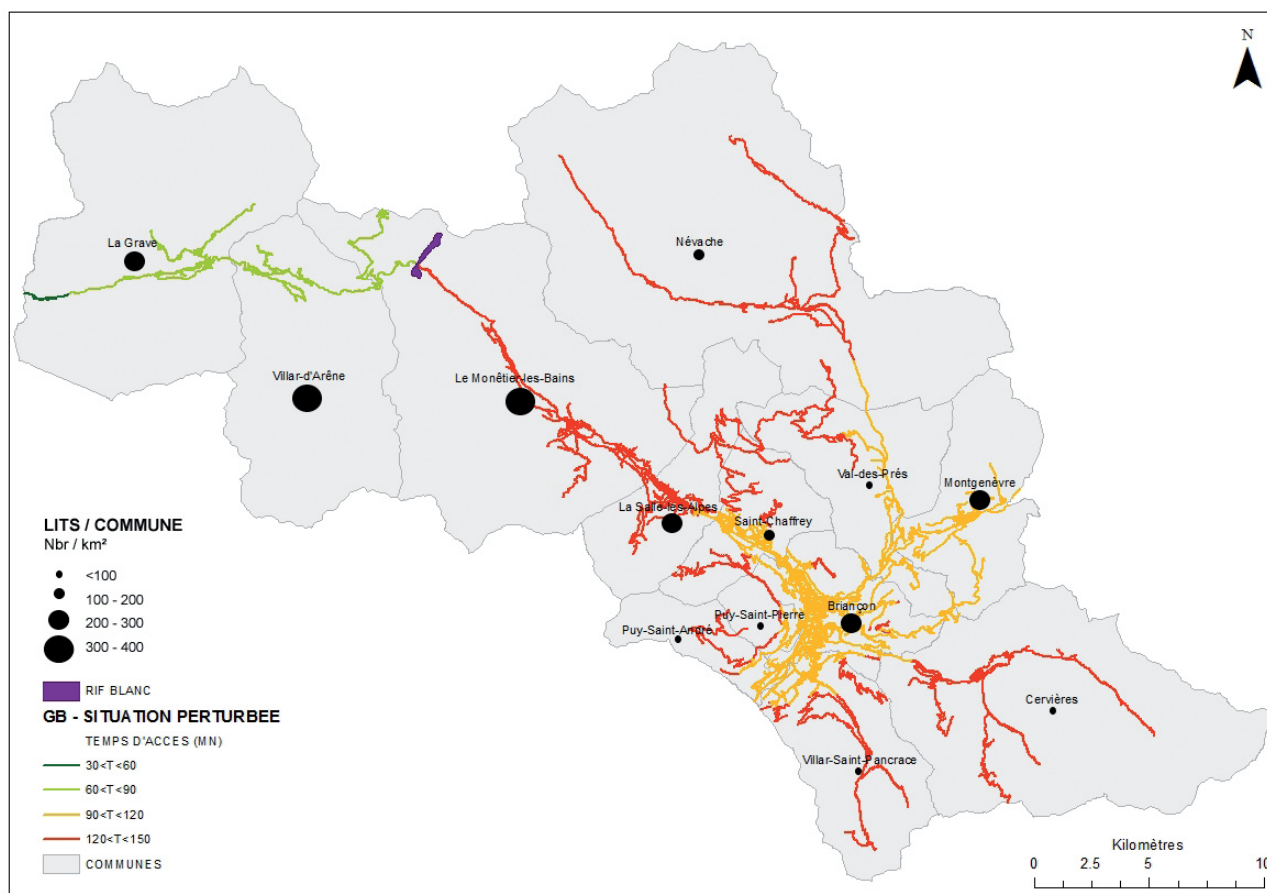 N
Névache
La Grave
Villar-d'Arêne
Le Monêtier-les-Bains
Val-des-Prés
Montgenèvre
La Salle-les-Alpes
Saint-Chaffrey
Briançon
Puy-Saint-Pierre
Puy-Saint-André
Cervières
Villar-Saint-Pancrace
LITS / COMMUNE
Nbr / km²
<100
100 - 200
200 - 300
300 - 400
RIF BLANC
GB - SITUATION PERTURBEE
TEMPS D'ACCES (MN)
30<T<60
60<T<90
90<T<120
120<T<150
COMMUNES
Kilomètres
0 2.5 5 10